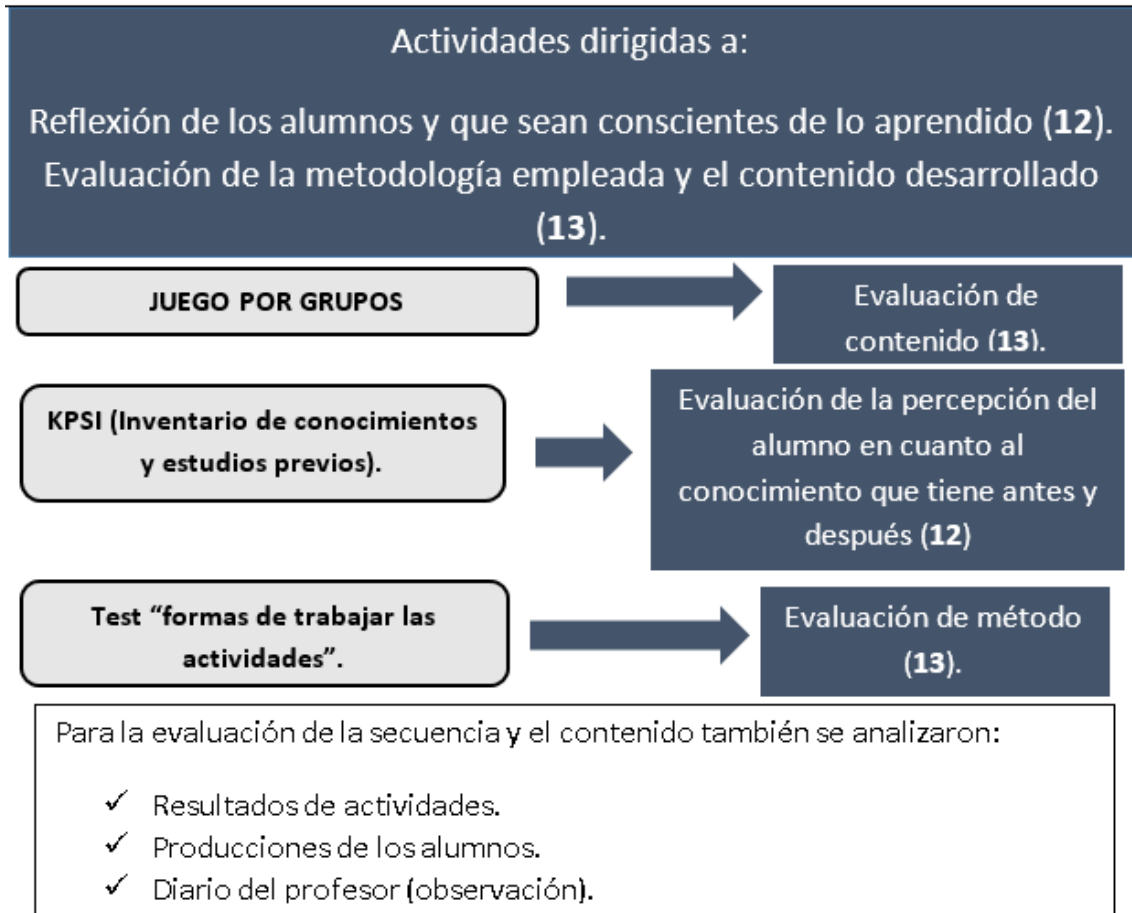 Actividades dirigidas a:
Reflexión de los alumnos y que sean conscientes de lo aprendido (12).
Evaluación de la metodología empleada y el contenido desarrollado
(13).
JUEGO POR GRUPOS
Evaluación de
contenido (13).
KPSI (Inventario de conocimientos
y estudios previos).
Evaluación de la percepción del
alumno en cuanto al
conocimiento que tiene antes y
después (12)
Test “formas de trabajar las
actividades”.
Evaluación de método
(13).
Para la evaluación de la secuencia y el contenido también se analizaron:
✓ Resultados de actividades.
✓ Producciones de los alumnos.
✓ Diario del profesor (observación).